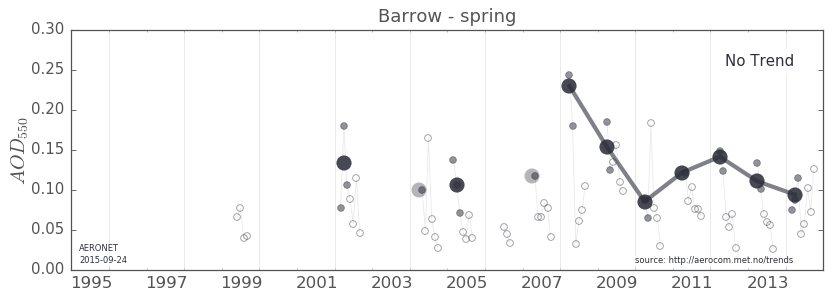 Barrow - spring
0.30
0.25
0.20
0.15
0.10
0.05
0.00
AOD550
No Trend
AERONET
2015-09-24
source: http://aerocom.met.no/trends
1995 1997 1999 2001 2003 2005 2007 2009 2011 2013